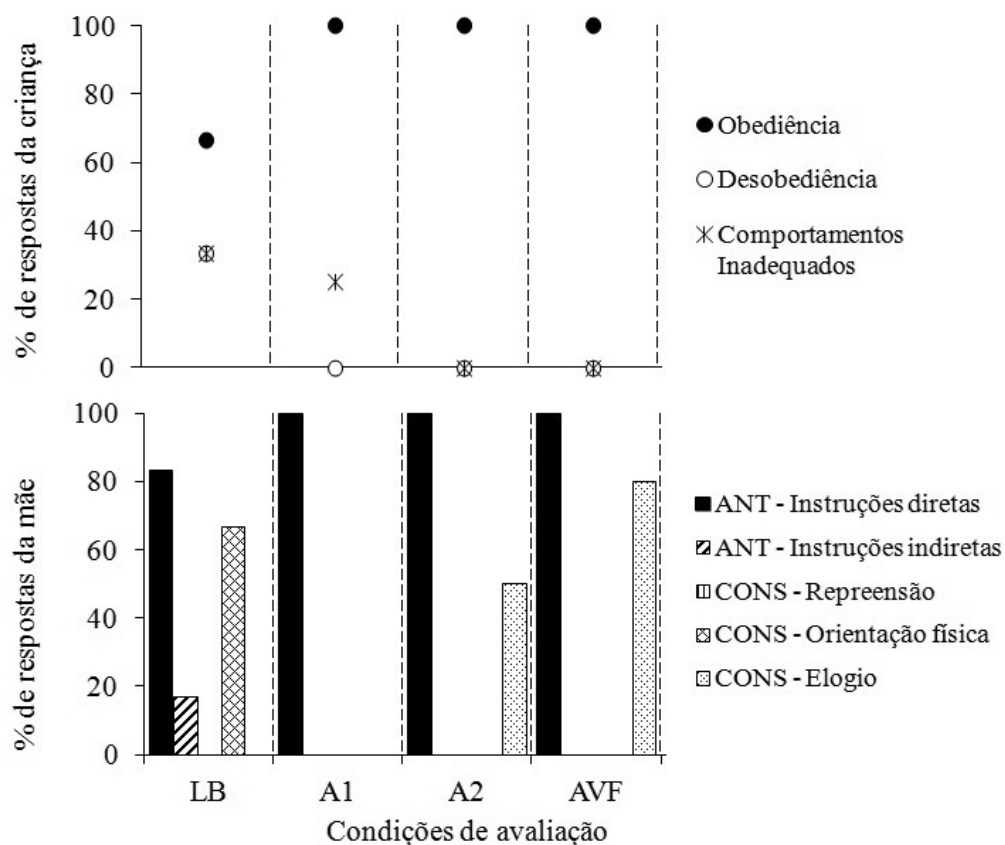 % de respostas da criança
100
80
60
40
20
0
Obediência
Desobediência
Comportamentos
Inadequados
% de respostas da mãe
100
80
60
40
20
0
LB
A1
A2
AVF
Condições de avaliação
ANT - Instruções diretas
ANT - Instruções indiretas
CONS - Repreensão
CONS - Orientação física
CONS - Elogio